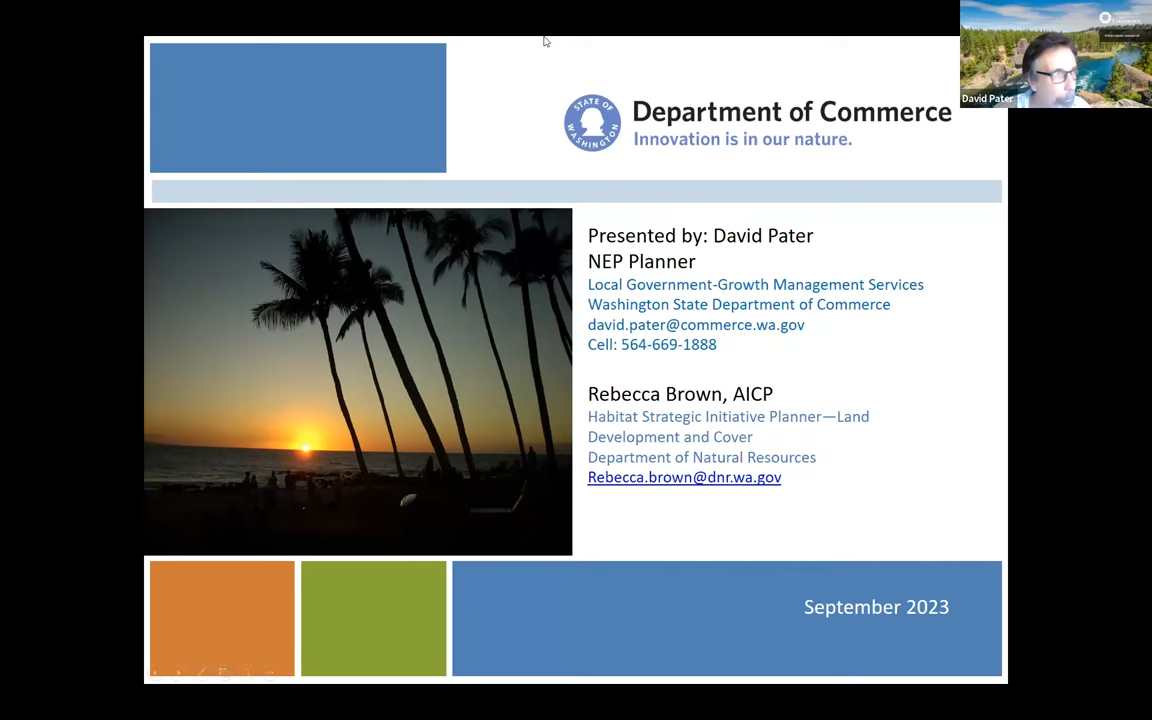 STATE OF WASHINGTON
Department of Commerce
Innovation is in our nature.
David Pater
Presented by: David Pater
NEP Planner
Local Government-Growth Management Services
Washington State Department of Commerce
david.pater@commerce.wa.gov
Cell: 564-669-1888
Rebecca Brown, AICP
Habitat Strategic Initiative Planner—Land
Development and Cover
Department of Natural Resources
Rebecca.brown@dnr.wa.gov
September 2023